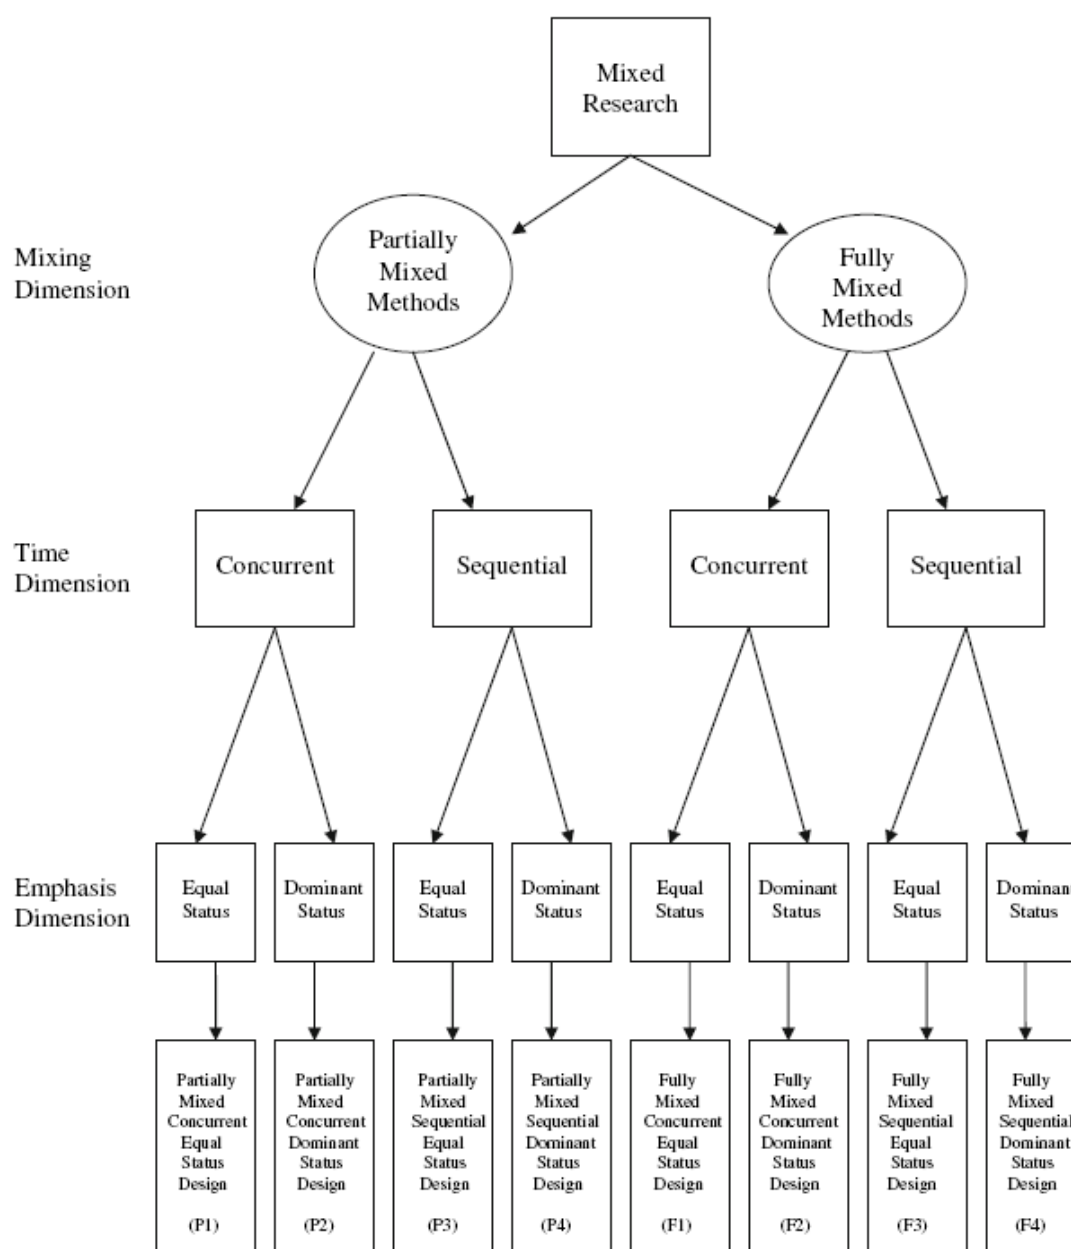 Mixed
Research
Mixing
Dimension
Partially
Mixed
Methods
Fully
Mixed
Methods
Time
Dimension
Concurrent
Sequential
Concurrent
Sequential
Emphasis
Dimension
Equal
Status
Dominant
Status
Equal
Status
Dominant
Status
Equal
Status
Dominant
Status
Equal
Status
Dominant
Status
Partially
Mixed
Concurrent
Equal
Status
Design
(P1)
Partially
Mixed
Concurrent
Dominant
Status
Design
(P2)
Partially
Mixed
Sequential
Equal
Status
Design
(P3)
Partially
Mixed
Sequential
Dominant
Status
Design
(P4)
Fully
Mixed
Concurrent
Equal
Status
Design
(F1)
Fully
Mixed
Concurrent
Dominant
Status
Design
(F2)
Fully
Mixed
Sequential
Equal
Status
Design
(F3)
Fully
Mixed
Sequential
Dominant
Status
Design
(F4)